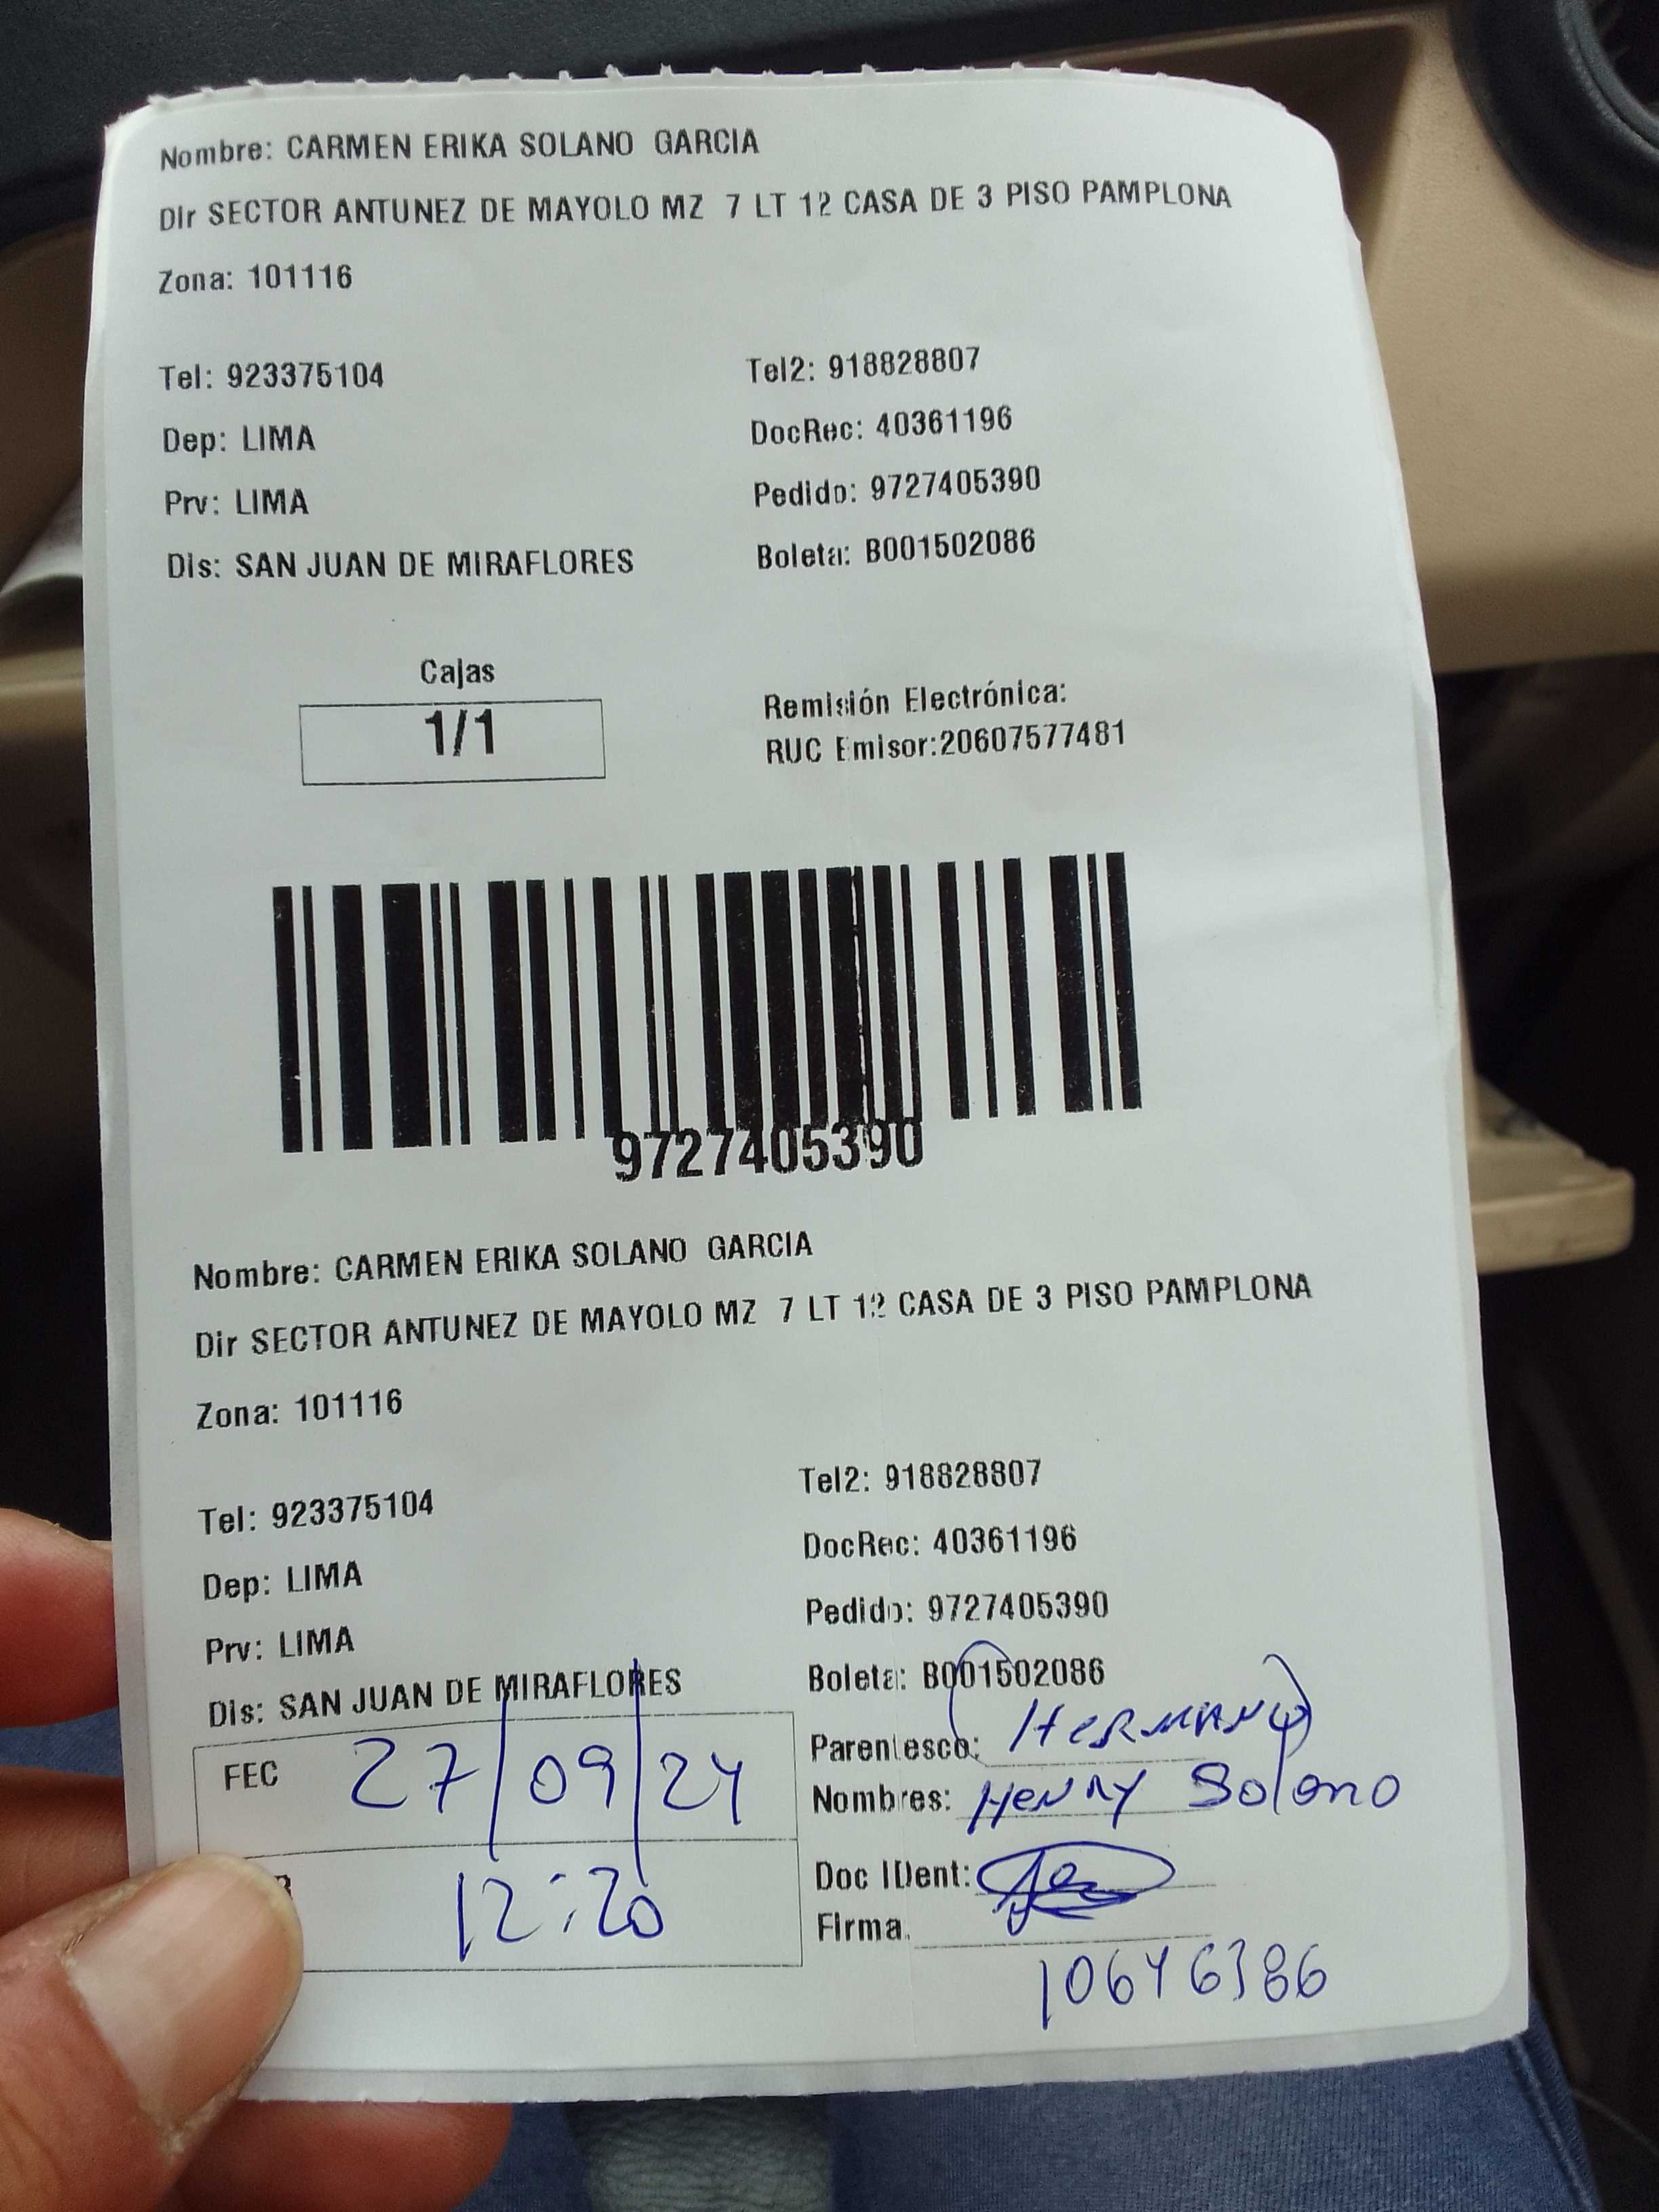 Nombre: CARMEN ERIKA SOLANO GARCIA
Dir SECTOR ANTUNEZ DE MAYOLO MZ 7 LT 12 CASA DE 3 PISO PAMPLONA
Zona: 101116
Tel: 923375104 Tel2: 918828807
Dep: LIMA DocRec: 40361196
Prv: LIMA Pedido: 9727405390
Dis: SAN JUAN DE MIRAFLORES Boleta: B001502086
Cajas
1/1
Remisión Electrónica:
RUC Emisor:20607577481
9727405390
Nombre: CARMEN ERIKA SOLANO GARCIA
Dir SECTOR ANTUNEZ DE MAYOLO MZ 7 LT 12 CASA DE 3 PISO PAMPLONA
Zona: 101116
Tel: 923375104 Tel2: 918828807
Dep: LIMA DocRec: 40361196
Prv: LIMA Pedido: 9727405390
Dis: SAN JUAN DE MIRAFLORES Boleta: B001502086
FEC 27/09/24
12:20
Parentesco: (HERMANO)
Nombres: HENRY Solano
Doc IDent:
Firma.